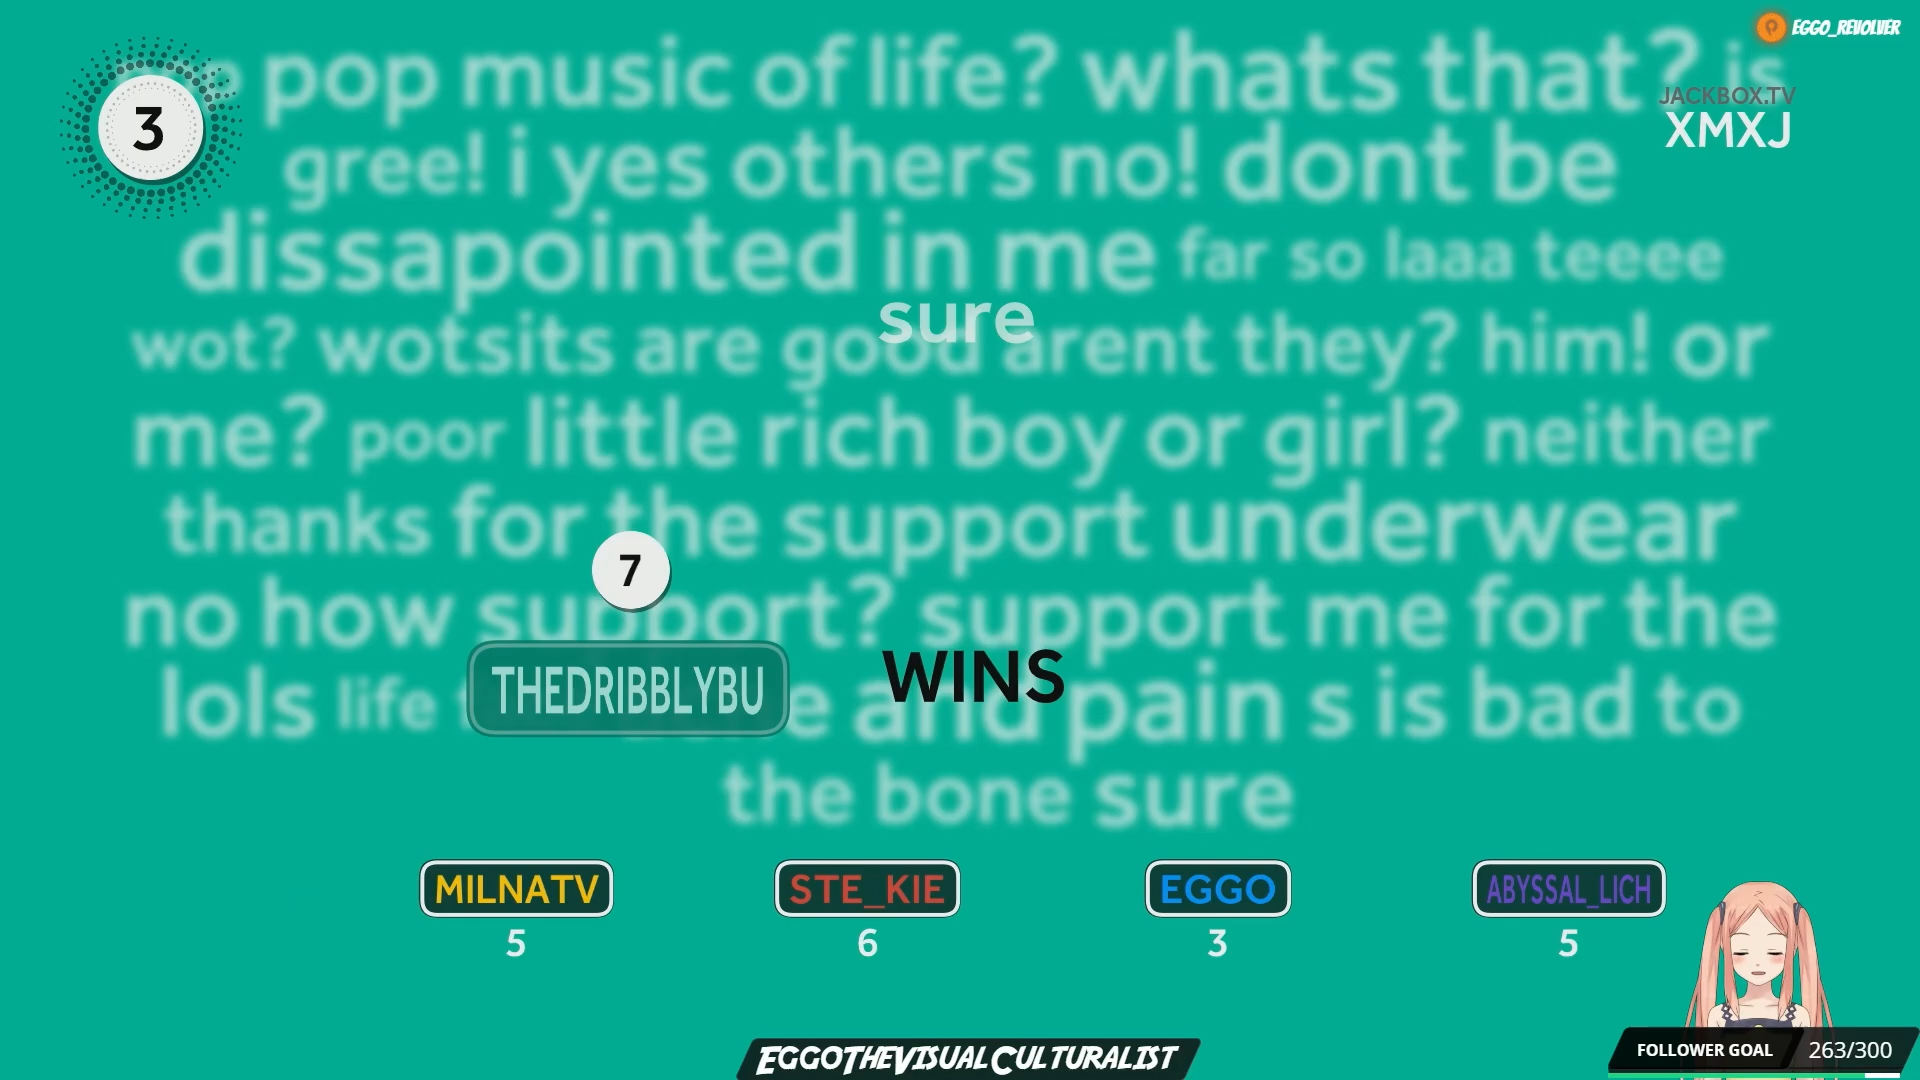 EGGO_REVOLVER
pop music of life? whats that? is
3
JACKBOX.TV
XMXJ
gree! i yes others no! dont be
dissapointed in me far so laaa teeee
sure
wot? wotsits are good arent they? him! or
me? poor little rich boy or girl? neither
thanks for the support underwear
7
no how support? support me for the
THEDRIBBLYBU
WINS
lols life and pain s is bad to
the bone sure
MILNATV
STE_KIE
EGGO
ABYSSAL_LICH
5
6
3
5
EGGOTHEVISUALCULTURALIST
FOLLOWER GOAL 263/300